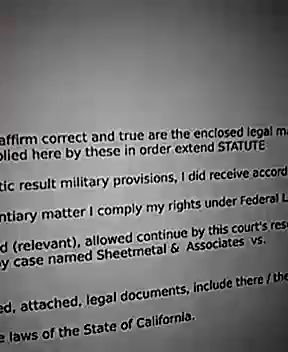 affirm correct and true are the enclosed legal
plied here by these in order extend STATUTE
tic result military provisions, I did receive accord
ntiary matter I comply my rights under Federal L
d (relevant), allowed continue by this court's res
y case named Sheetmetal & Associates vs.
ed, attached, legal documents, include there / the
e laws of the State of California.